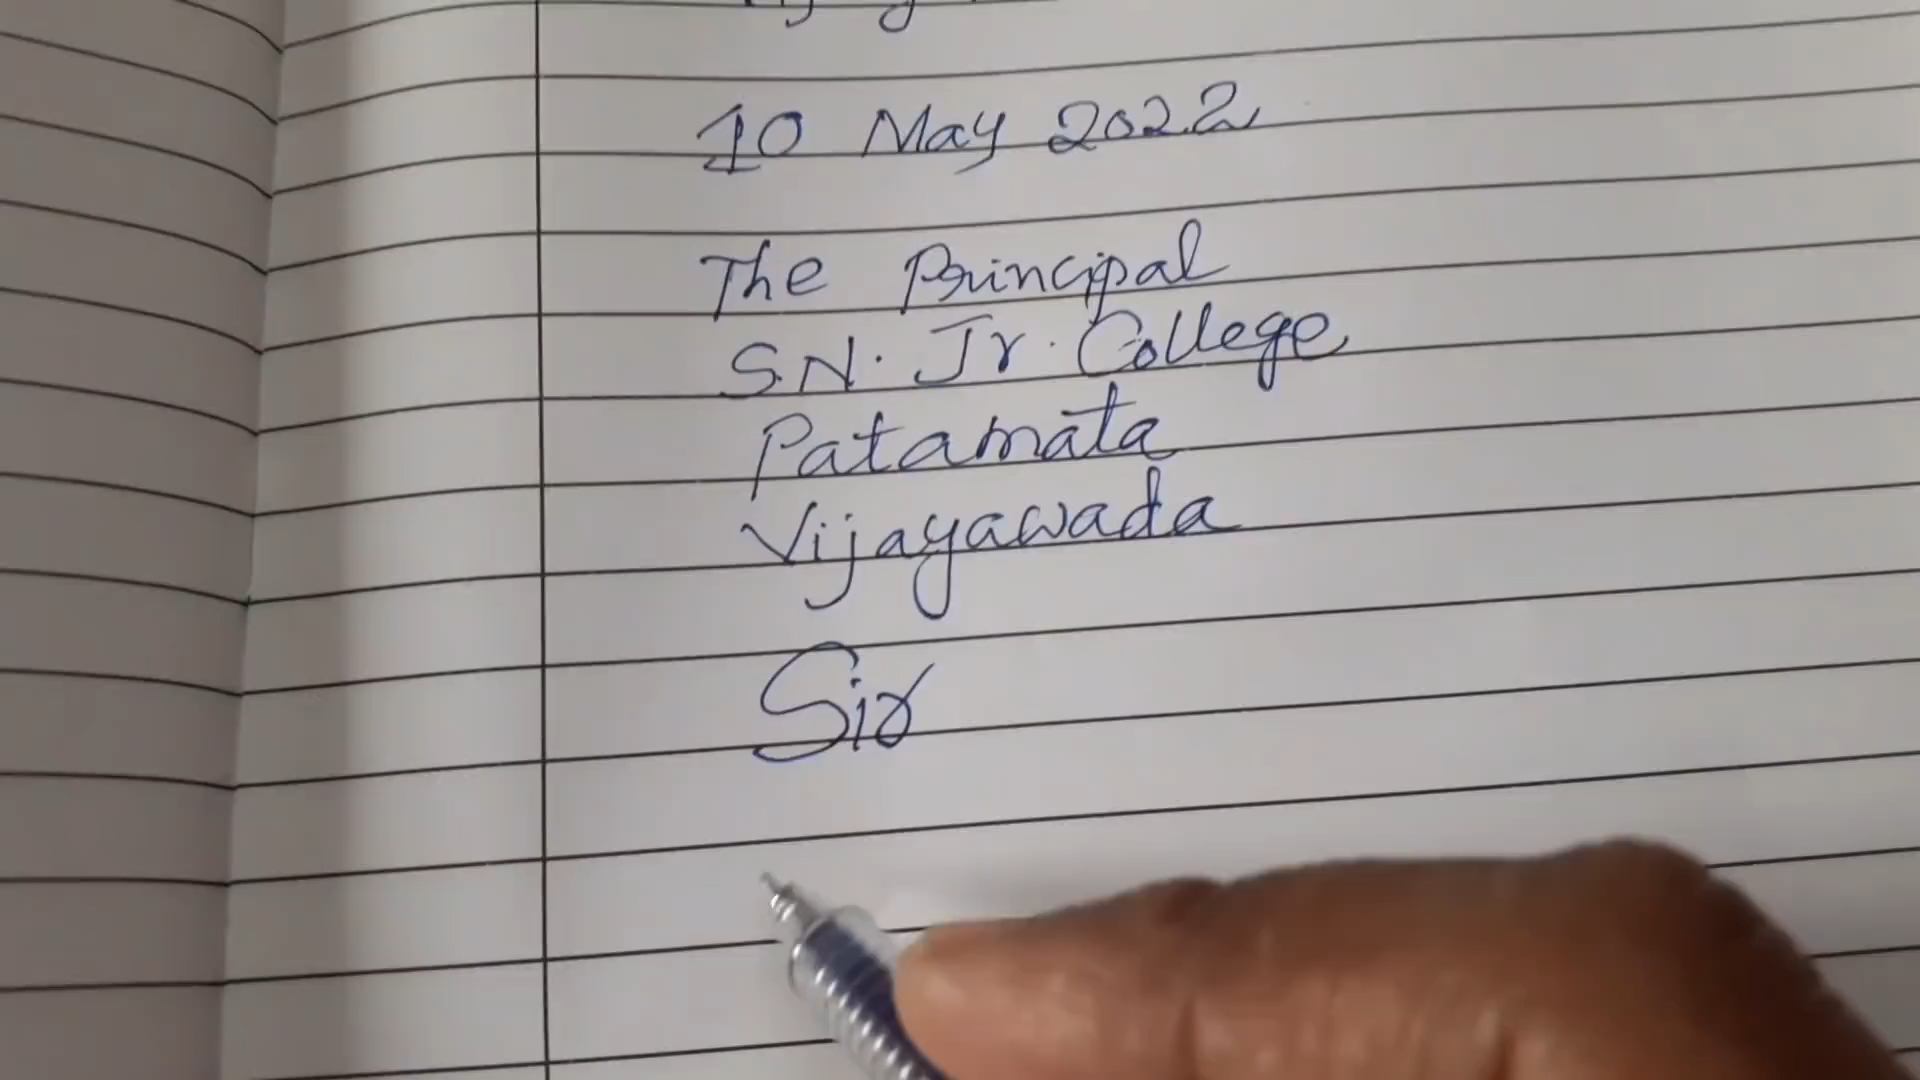 10 May 2022
The Principal
S.N. Jr. College
Patamata
Vijayawada
Sir